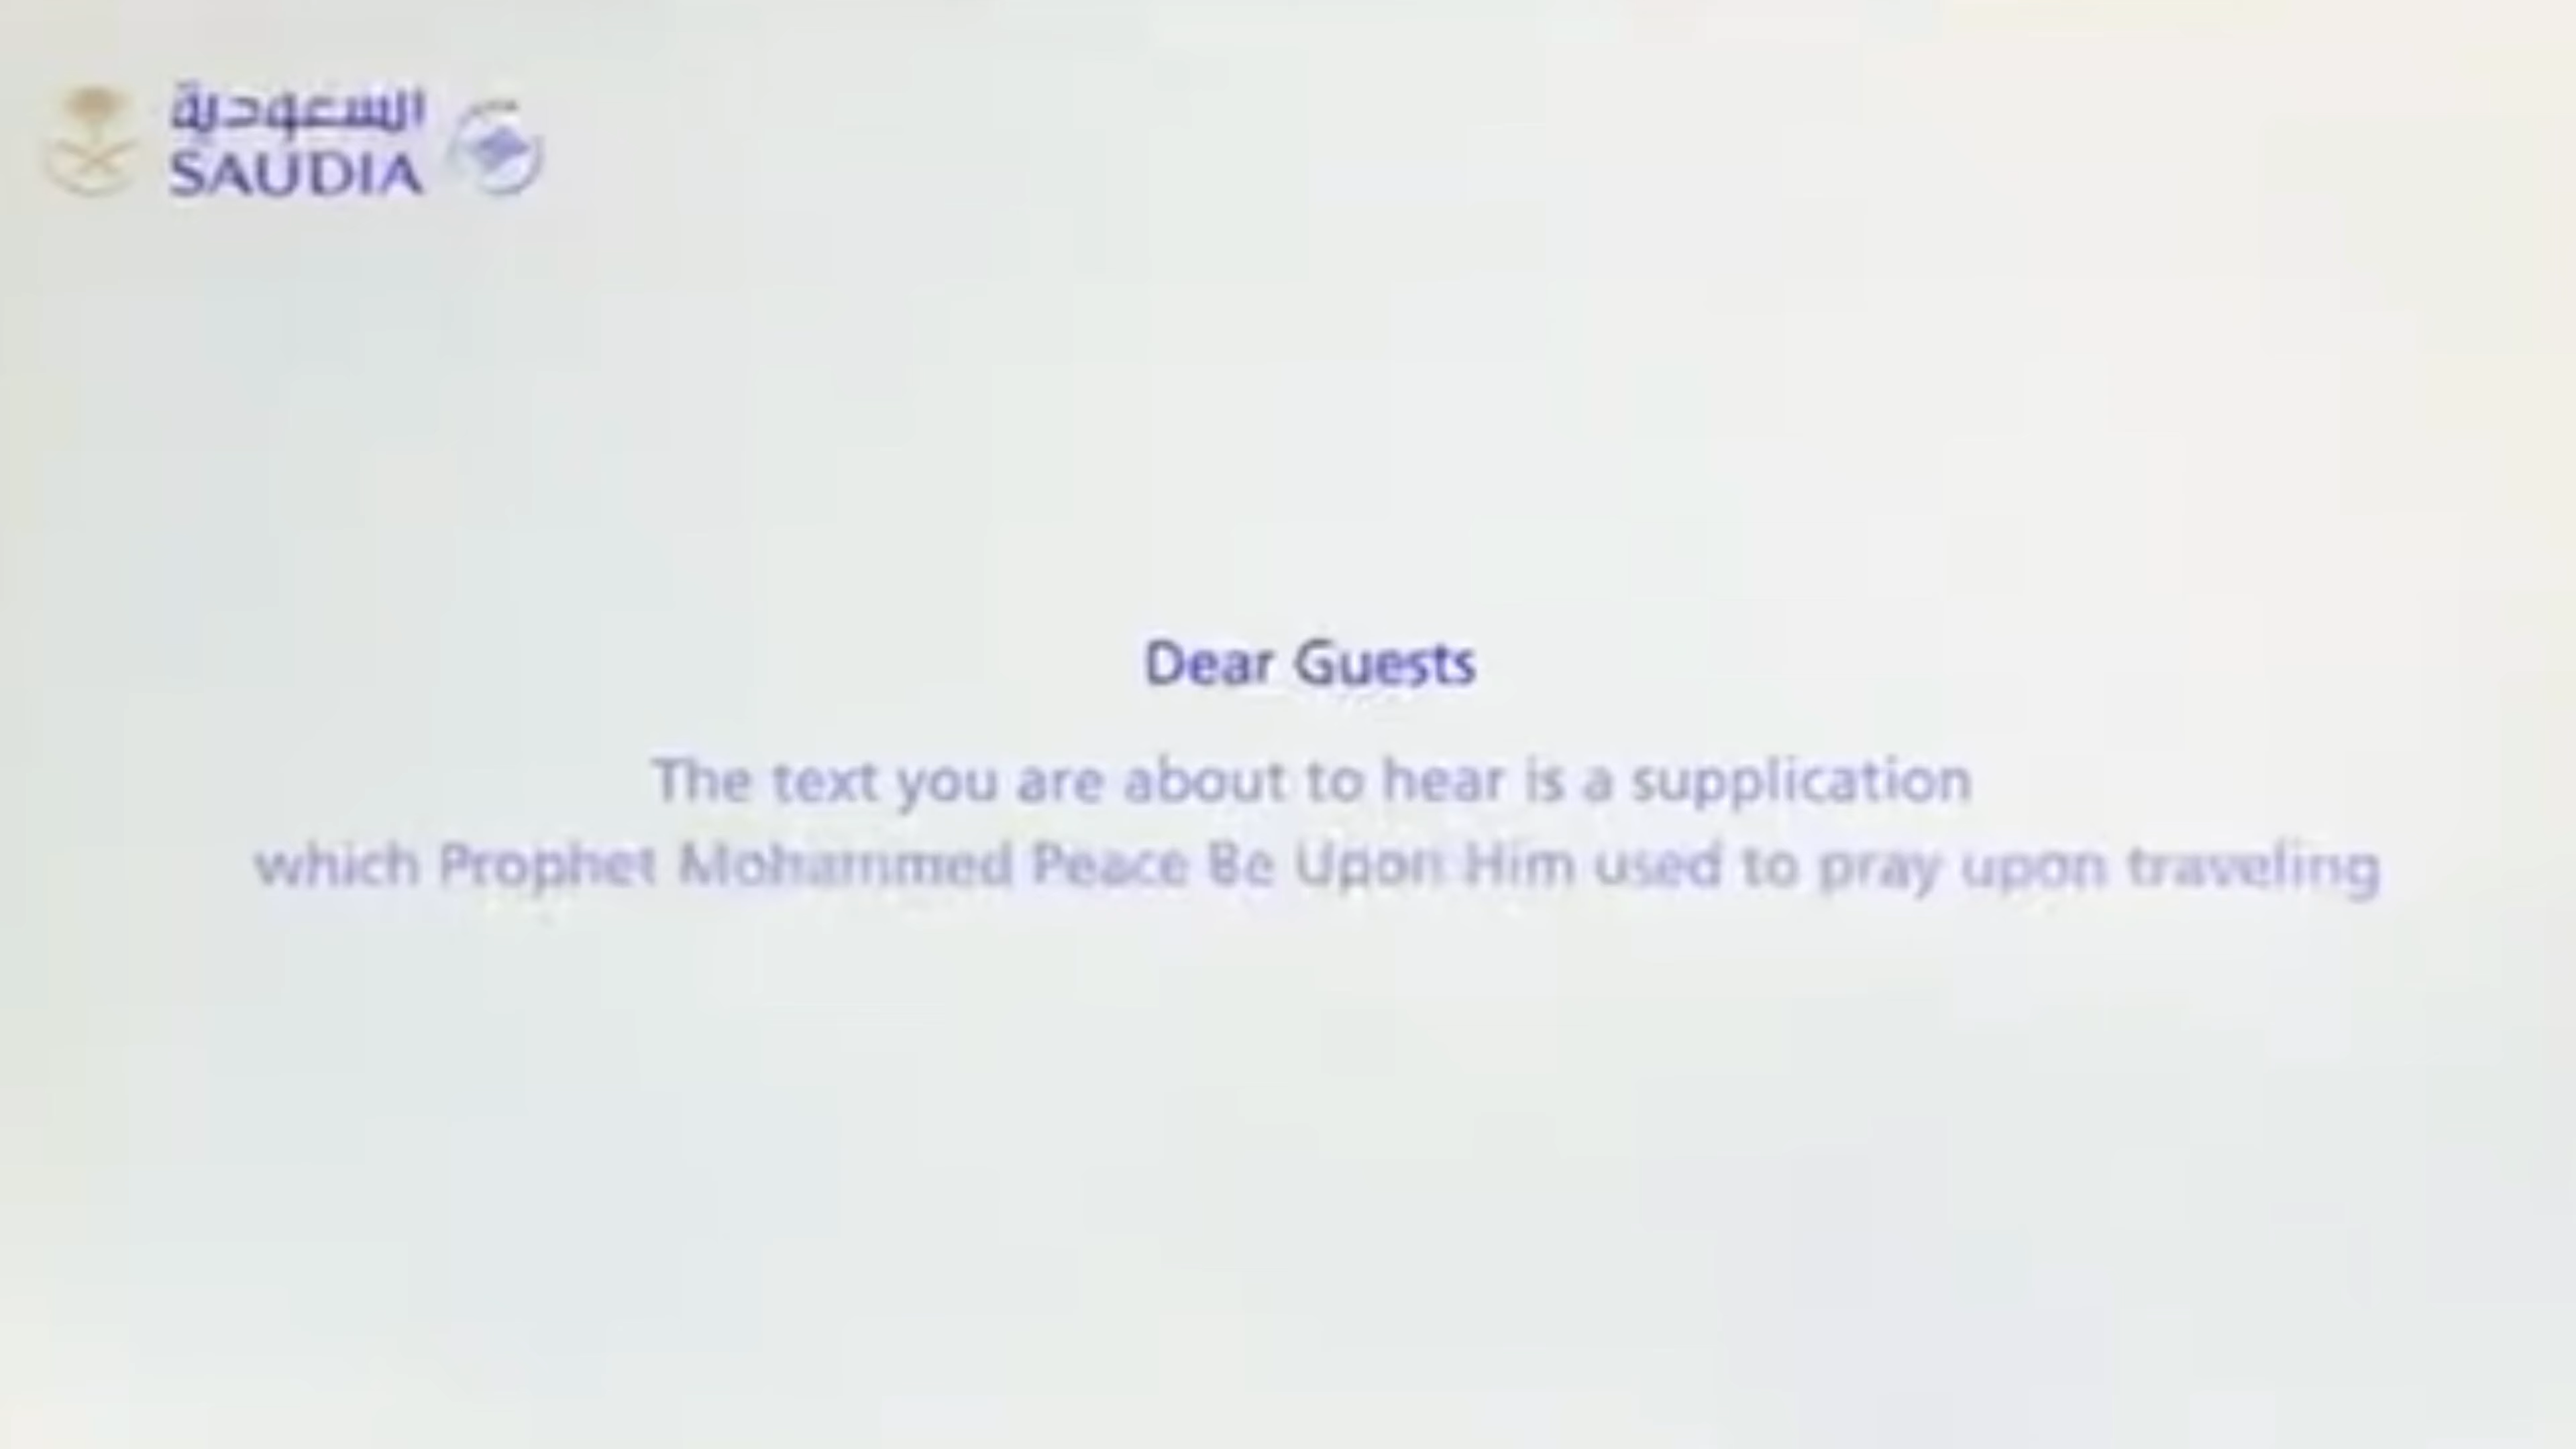 السعودية
SAUDIA
Dear Guests
The text you are about to hear is a supplication
which Prophet Mohammed Peace Be Upon Him used to pray upon traveling